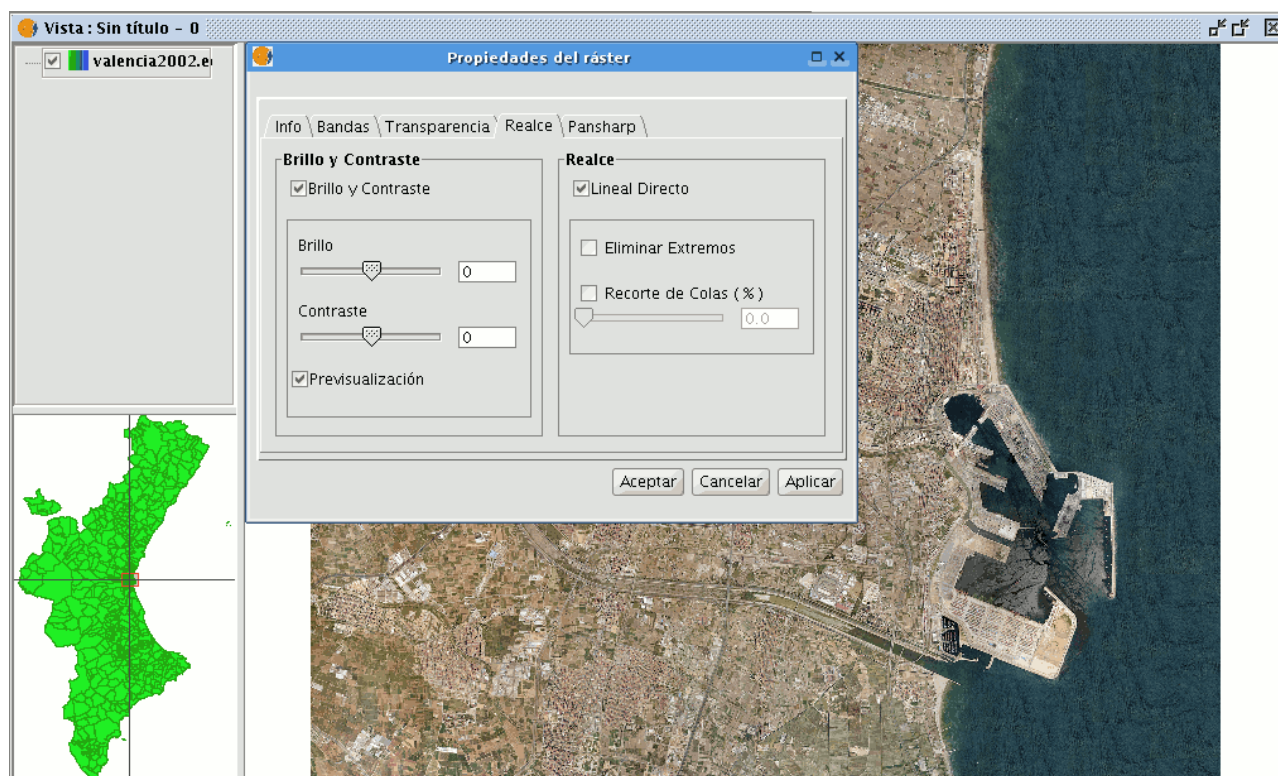 Vista : Sin título - 0
valencia2002.e
Propiedades del ráster
Info
Bandas
Transparencia
Realce
Pansharp
Brillo y Contraste
Brillo y Contraste
Brillo
0
Contraste
0
Previsualización
Realce
Lineal Directo
Eliminar Extremos
Recorte de Colas ( % )
0.0
Aceptar
Cancelar
Aplicar